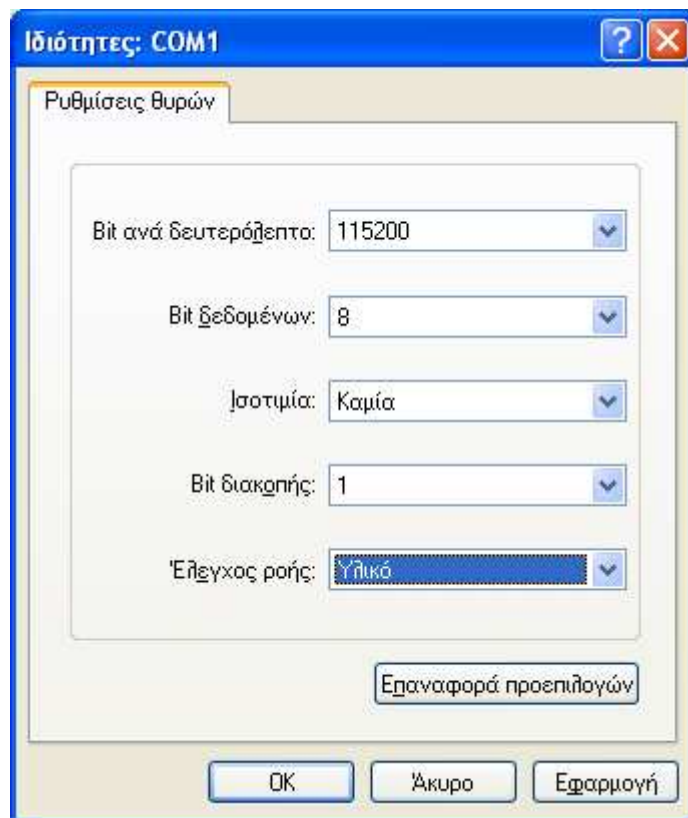 Ιδιότητες: COM1
Ρυθμίσεις θυρών
Bit ανά δευτερόλεπτο: 115200
Bit δεδομένων: 8
Ισοτιμία: Καμία
Bit διακοπής: 1
Έλεγχος ροής: Υλικό
Επαναφορά προεπιλογών
OK Άκυρο Εφαρμογή